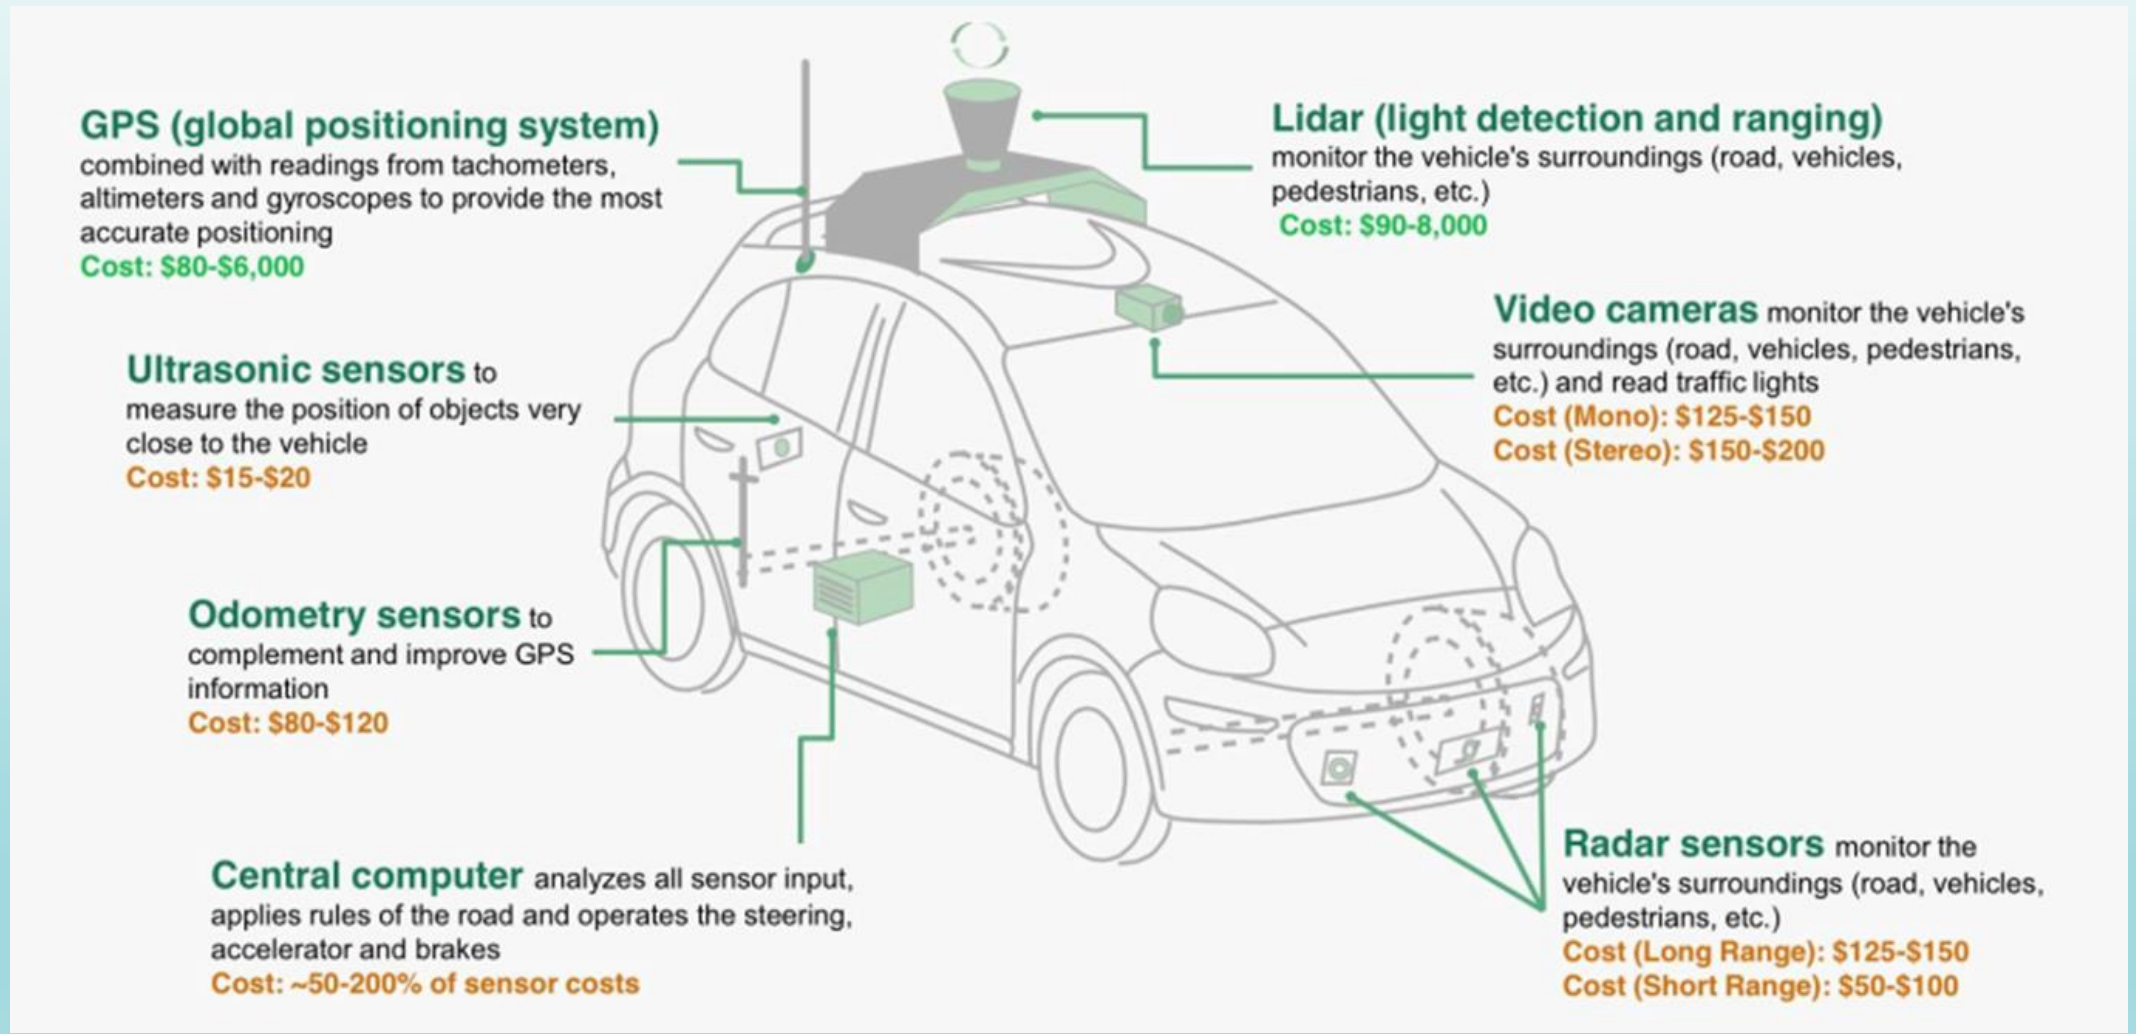 GPS (global positioning system)
combined with readings from tachometers,
altimeters and gyroscopes to provide the most
accurate positioning
Cost: $80-$6,000
Lidar (light detection and ranging)
monitor the vehicle's surroundings (road, vehicles,
pedestrians, etc.)
Cost: $90-8,000
Ultrasonic sensors to
measure the position of objects very
close to the vehicle
Cost: $15-$20
Video cameras monitor the vehicle's
surroundings (road, vehicles, pedestrians,
etc.) and read traffic lights
Cost (Mono): $125-$150
Cost (Stereo): $150-$200
Odometry sensors to
complement and improve GPS
information
Cost: $80-$120
Central computer analyzes all sensor input,
applies rules of the road and operates the steering,
accelerator and brakes
Cost: ~50-200% of sensor costs
Radar sensors monitor the
vehicle's surroundings (road, vehicles,
pedestrians, etc.)
Cost (Long Range): $125-$150
Cost (Short Range): $50-$100